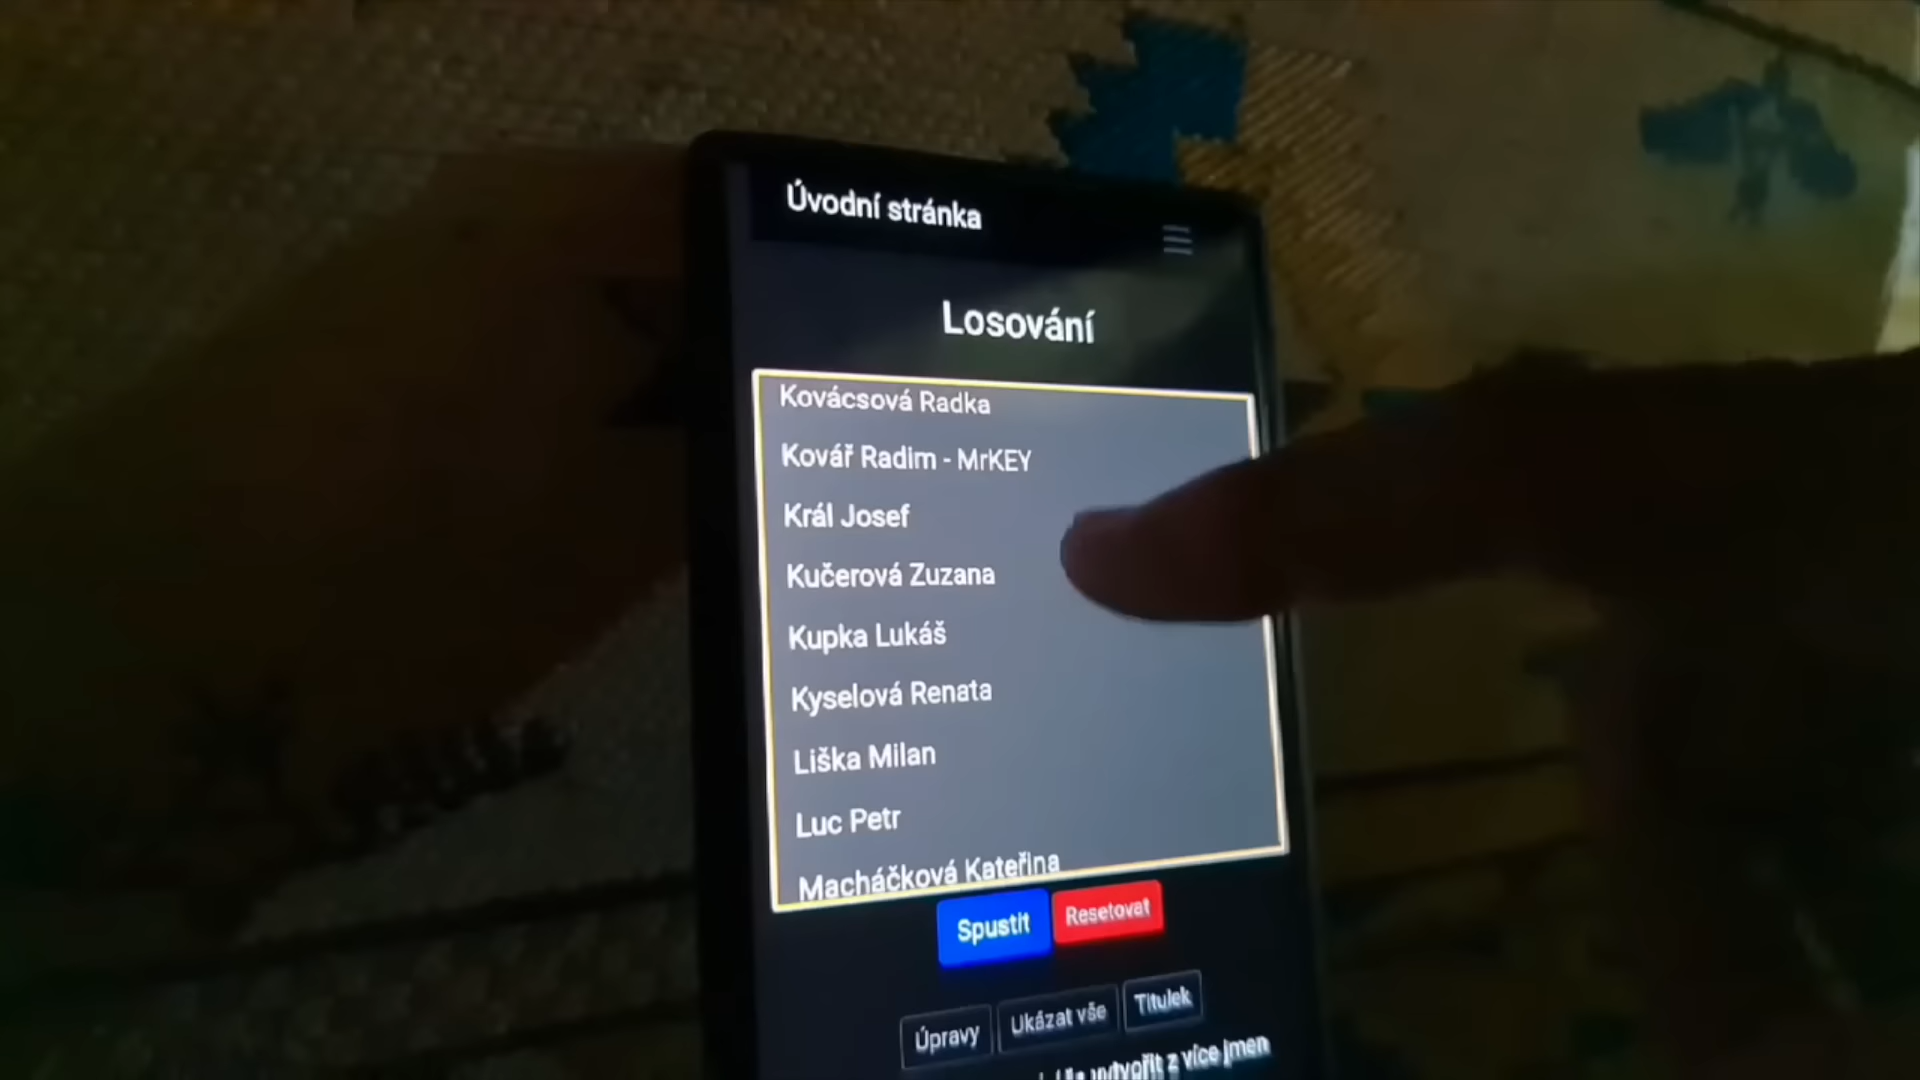 Úvodní stránka
Losování
Kovácsová Radka
Kovář Radim - MrKEY
Král Josef
Kučerová Zuzana
Kupka Lukáš
Kyselová Renata
Liška Milan
Luc Petr
Macháčková Kateřina
Spustit Resetovat
Úpravy Ukázat vše Titulek
z více jmen